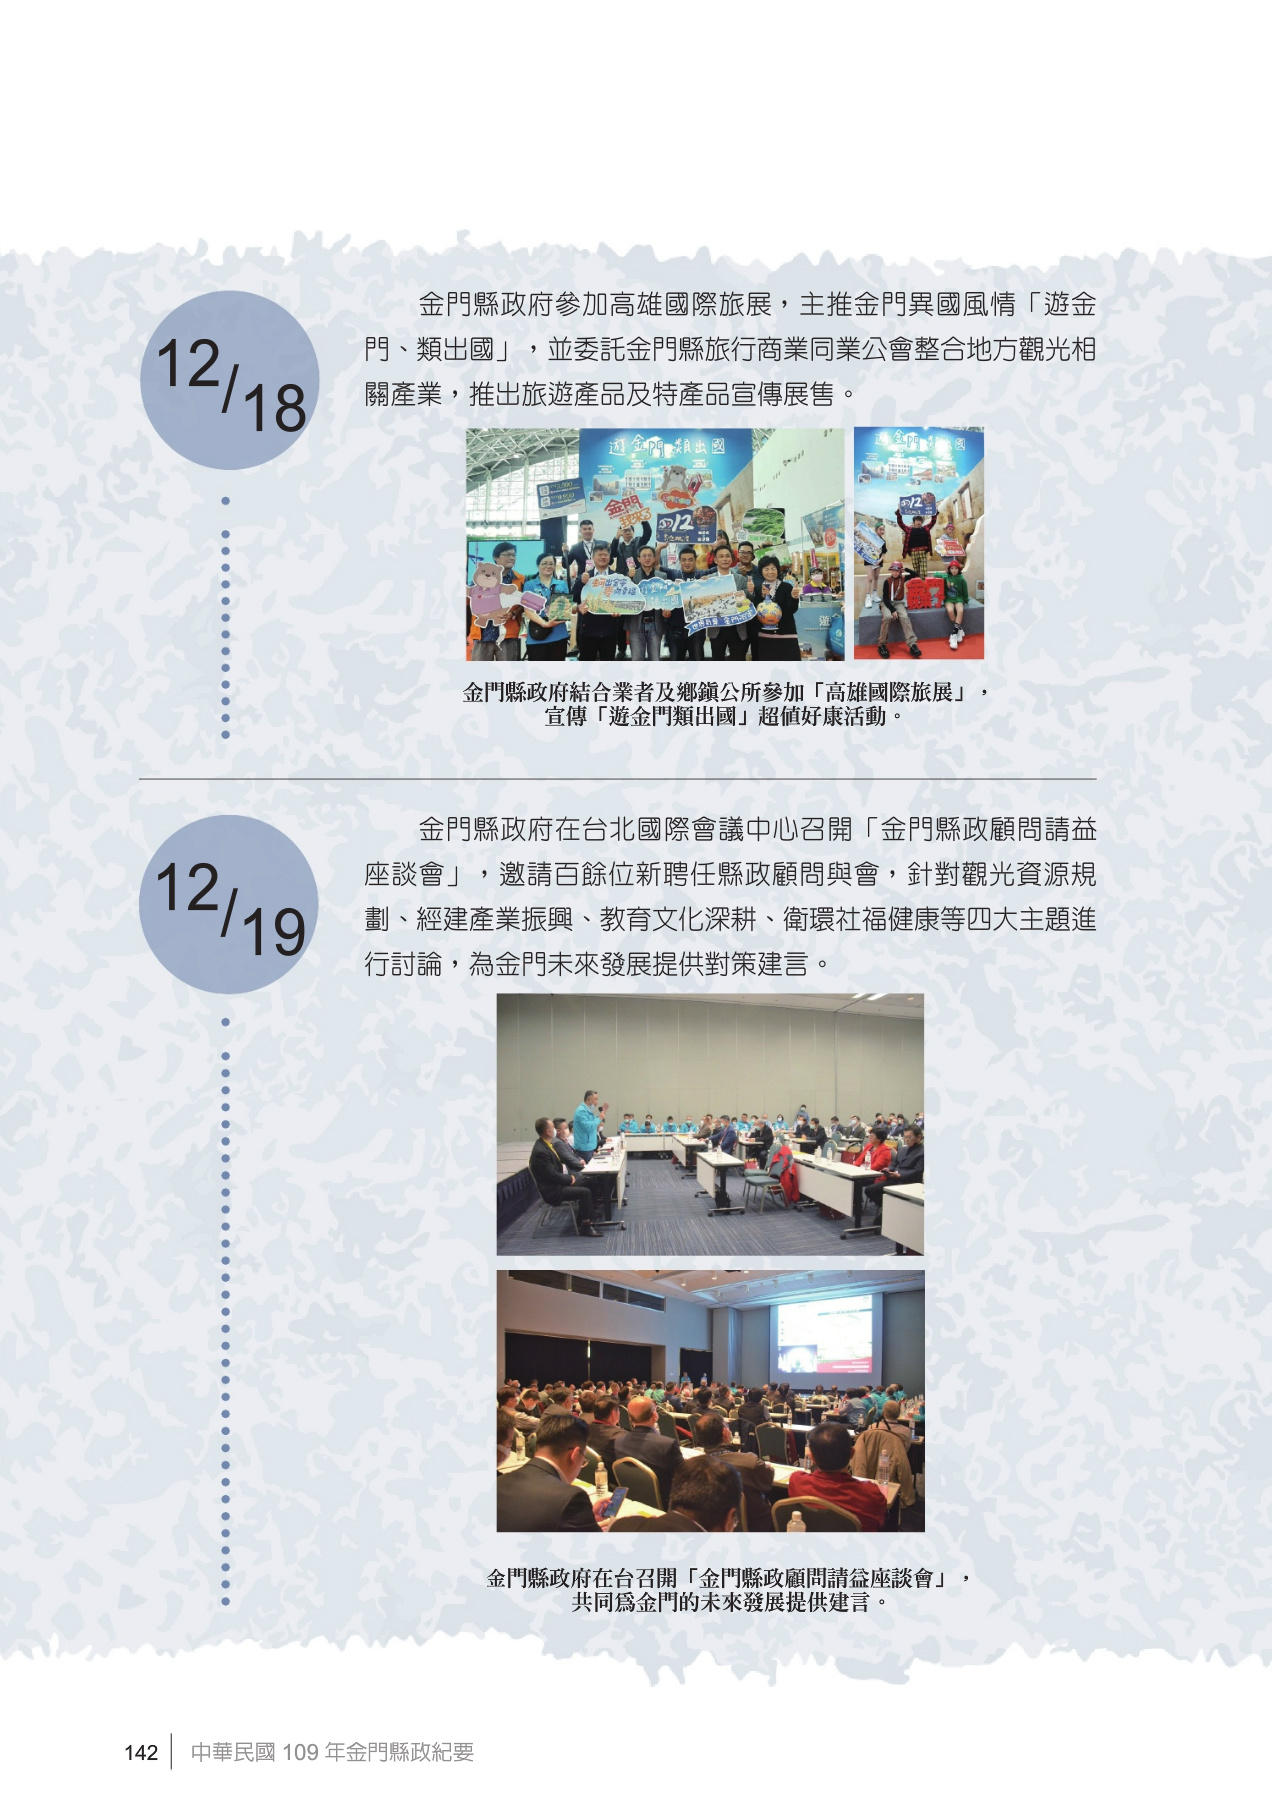 12/18
金門縣政府參加高雄國際旅展，主推金門異國風情「遊金
門、類出國」，並委託金門縣旅行商業同業公會整合地方觀光相
關產業，推出旅遊產品及特產品宣傳展售。
遊金門類出國
金門
我來了
遊金門類出國
金門縣政府結合業者及鄉鎮公所參加「高雄國際旅展」，
宣傳「遊金門類出國」超值好康活動。
12/19
金門縣政府在台北國際會議中心召開「金門縣政顧問請益
座談會」，邀請百餘位新聘任縣政顧問與會，針對觀光資源規
劃、經建產業振興、教育文化深耕、衛環社福健康等四大主題進
行討論，為金門未來發展提供對策建言。
金門縣政府在台召開「金門縣政顧問請益座談會」，
共同為金門的未來發展提供建言。
142
中華民國 109 年金門縣政紀要